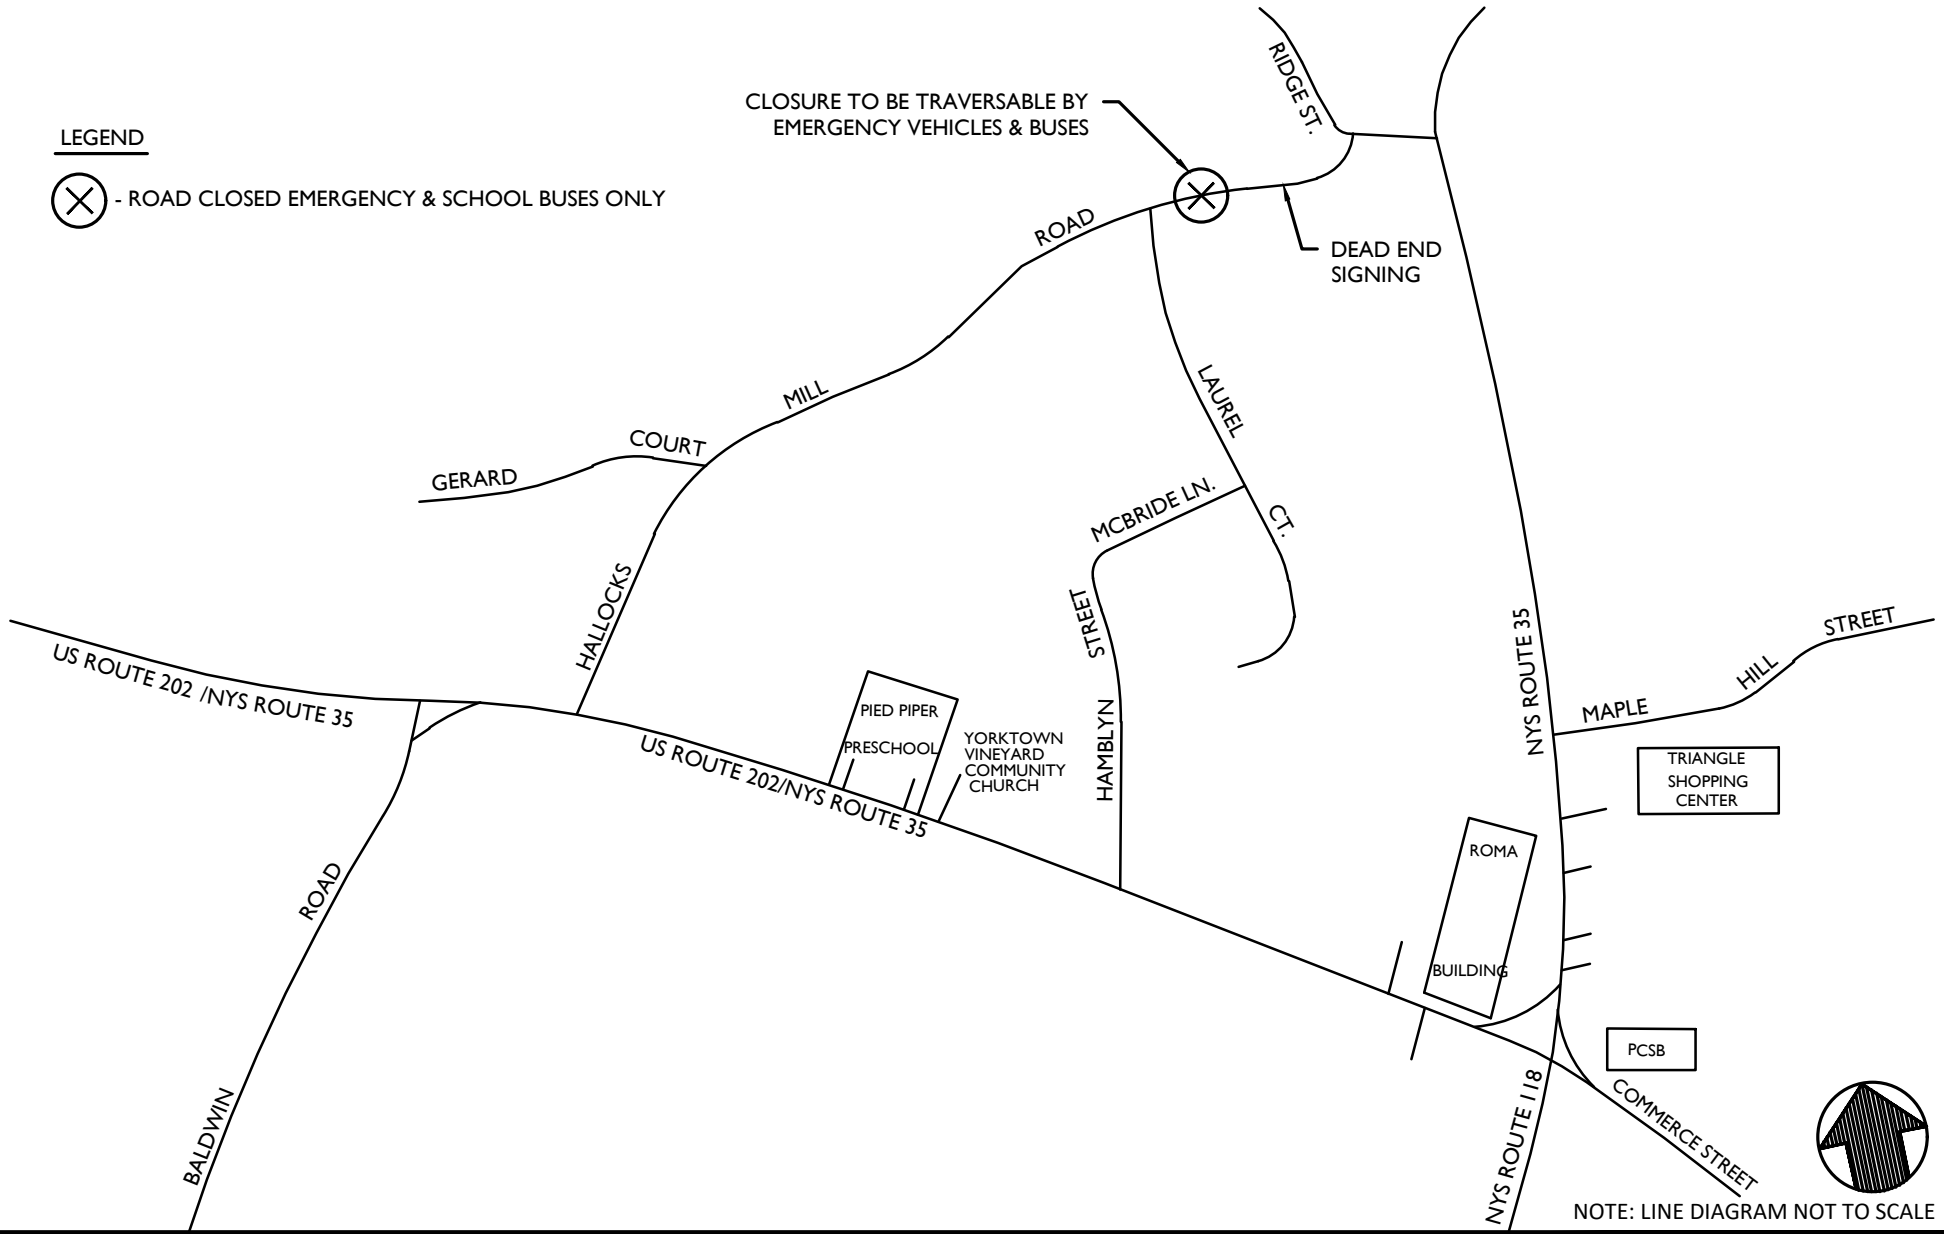 RIDGE ST.
CLOSURE TO BE TRAVERSABLE BY
EMERGENCY VEHICLES & BUSES
LEGEND
- ROAD CLOSED EMERGENCY & SCHOOL BUSES ONLY
ROAD
DEAD END
SIGNING
MILL
LAUREL
COURT
GERARD
MCBRIDE LN.
CT.
HALLOCKS
STREET
NYS ROUTE 35
STREET
HILL
MAPLE
US ROUTE 202 /NYS ROUTE 35
US ROUTE 202/NYS ROUTE 35
PIED PIPER
PRESCHOOL
YORKTOWN
VINEYARD
COMMUNITY
CHURCH
HAMBLYN
TRIANGLE
SHOPPING
CENTER
ROMA
BUILDING
ROAD
BALDWIN
PCSB
NYS ROUTE 118
COMMERCE STREET
NOTE: LINE DIAGRAM NOT TO SCALE